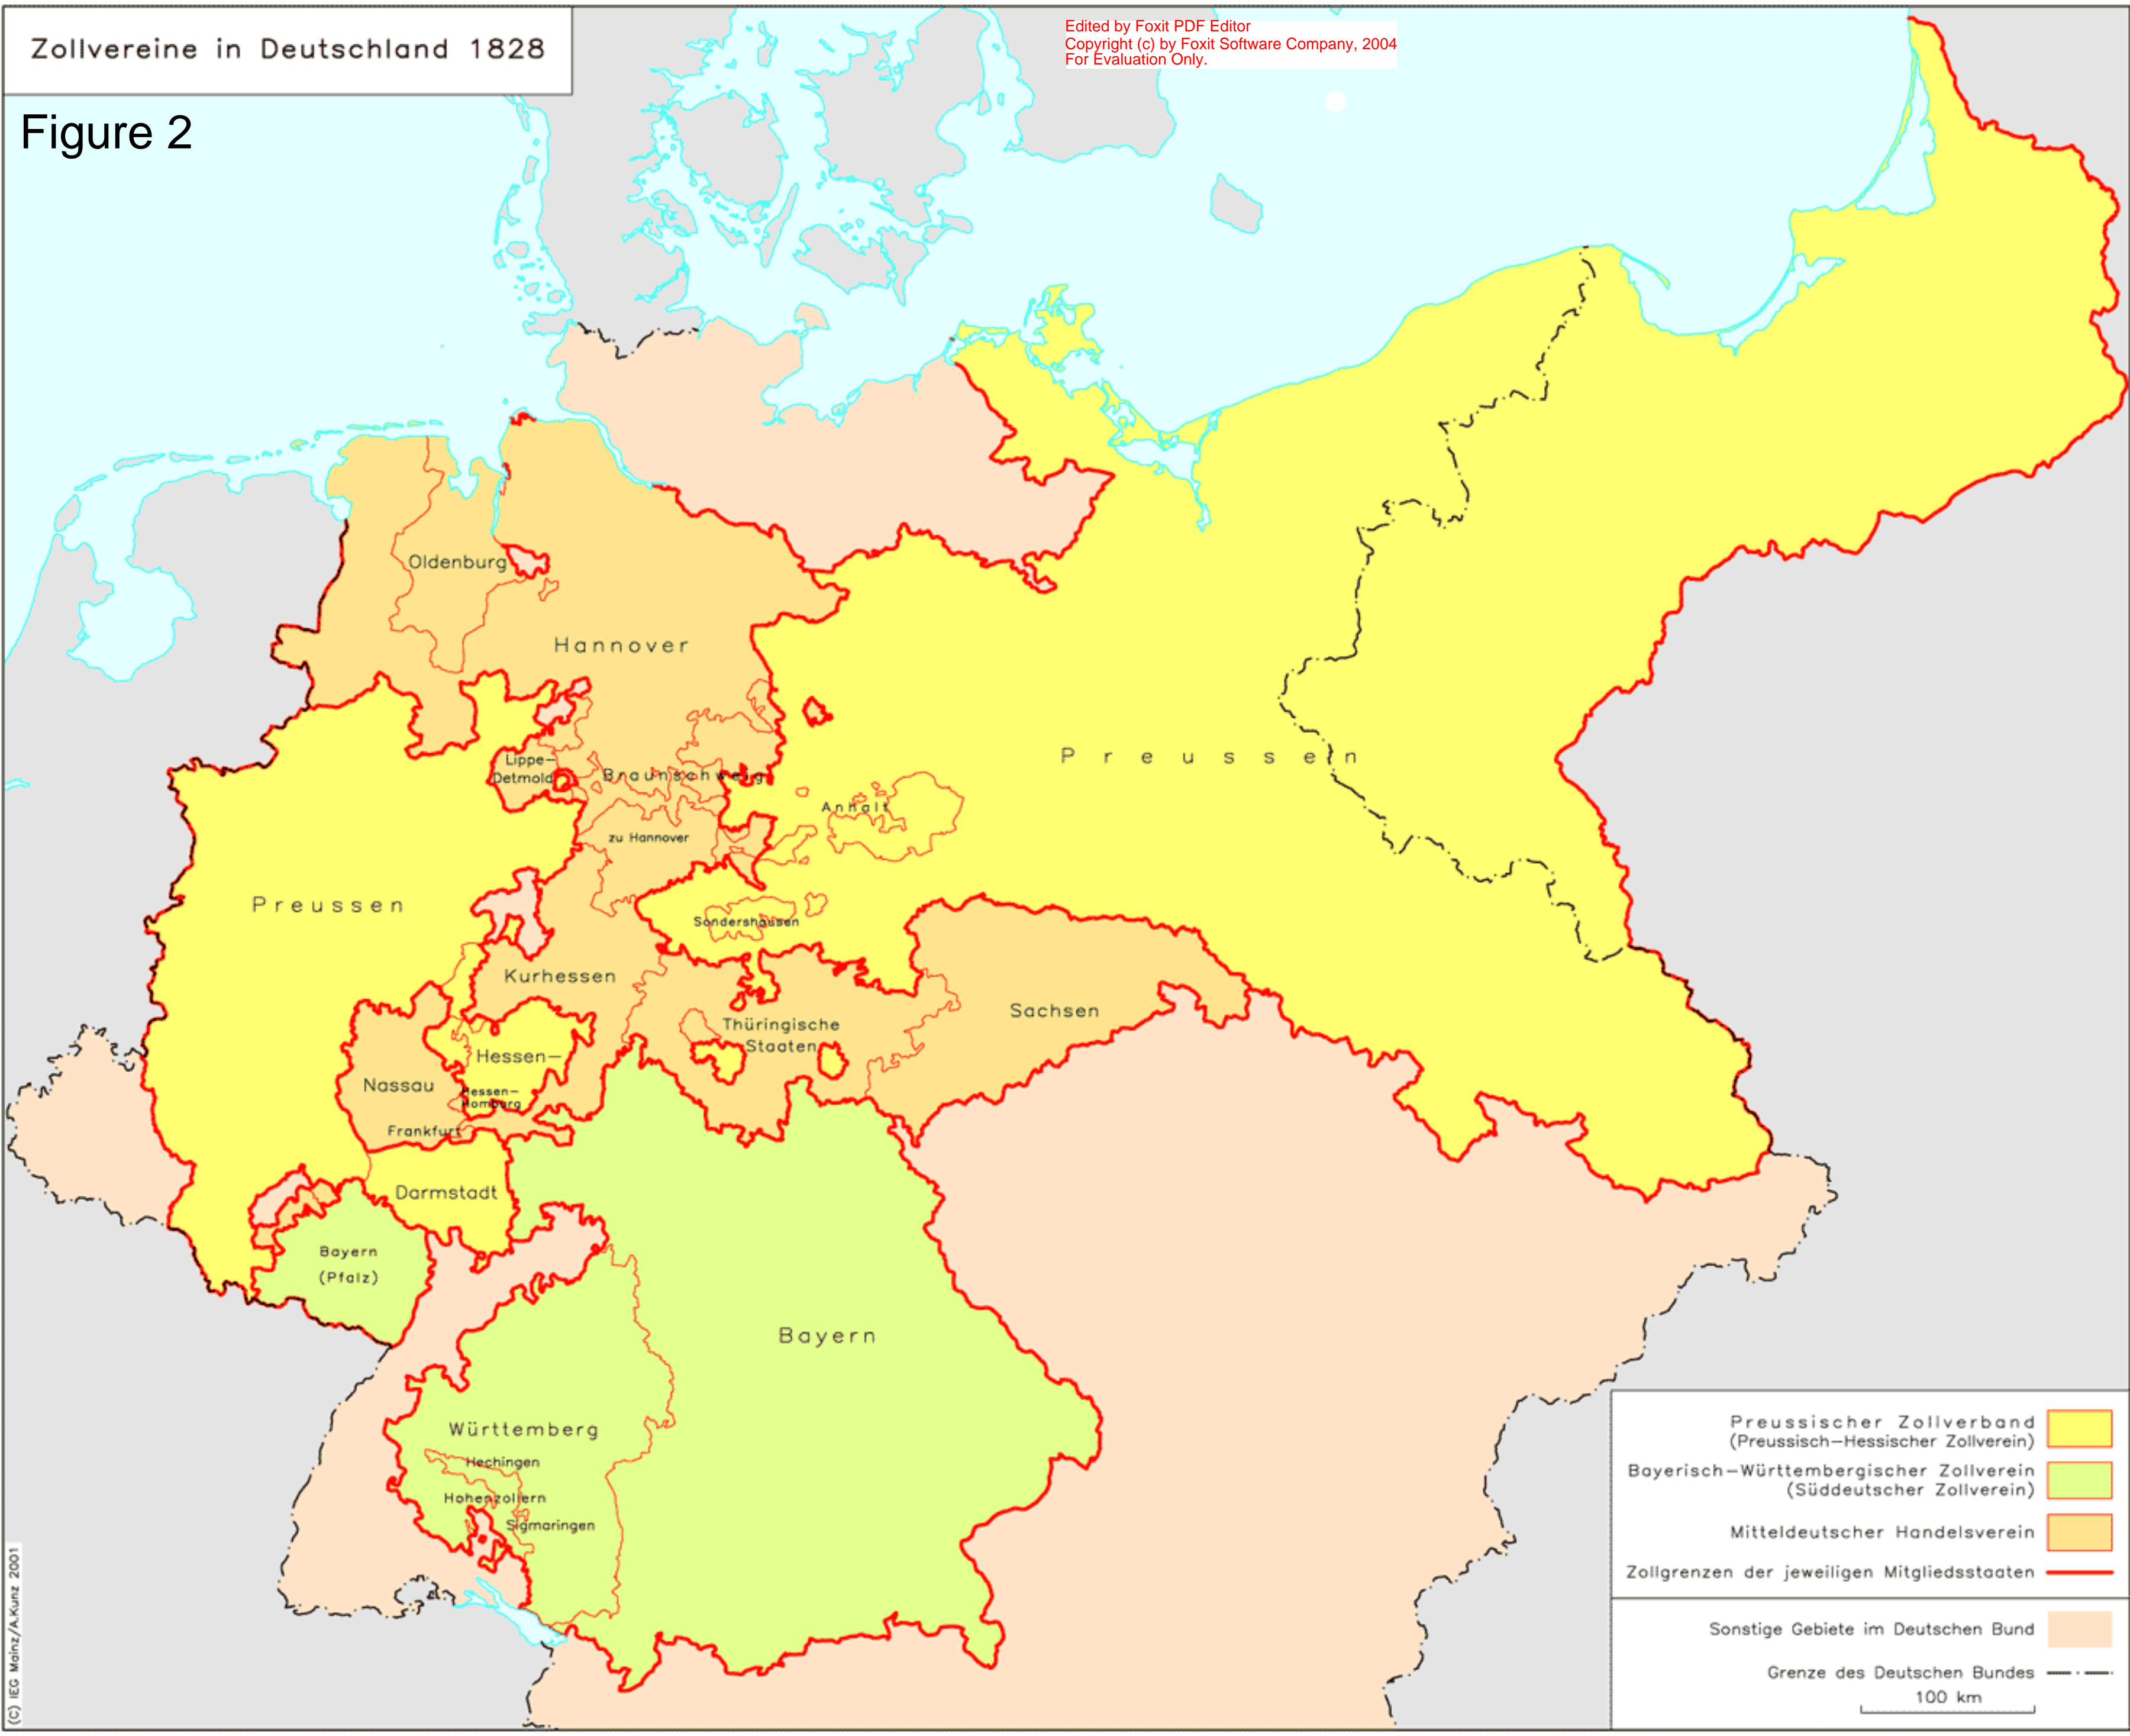 Zollvereine in Deutschland 1828
Edited by Foxit PDF Editor
Copyright (c) by Foxit Software Company, 2004
For Evaluation Only.
Figure 2
Oldenburg
Hannover
Lippe-
Detmold
Braunschweig
Preussen
Anhalt
zu Hannover
Preussen
Sondershausen
Kurhessen
Sachsen
Thüringische
Staaten
Hessen-
Nassau
Hessen-
Homburg
Frankfurt
Darmstadt
Bayern
(Pfalz)
Bayern
Württemberg
Hechingen
Hohenzollern
Sigmaringen
Preussischer Zollverband
(Preussisch-Hessischer Zollverein)
Bayerisch-Württembergischer Zollverein
(Süddeutscher Zollverein)
Mitteldeutscher Handelsverein
Zollgrenzen der jeweiligen Mitgliedsstaaten
Sonstige Gebiete im Deutschen Bund
Grenze des Deutschen Bundes
100 km
(C) IEG Mainz/A.Kunz 2001